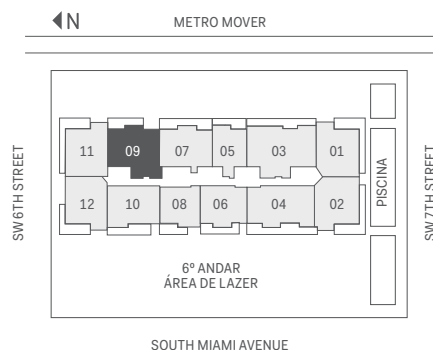 N
METRO MOVER
SW 6TH STREET
11
09
07
05
03
01
12
10
08
06
04
02
PISCINA
SW 7TH STREET
6º ANDAR
ÁREA DE LAZER
SOUTH MIAMI AVENUE